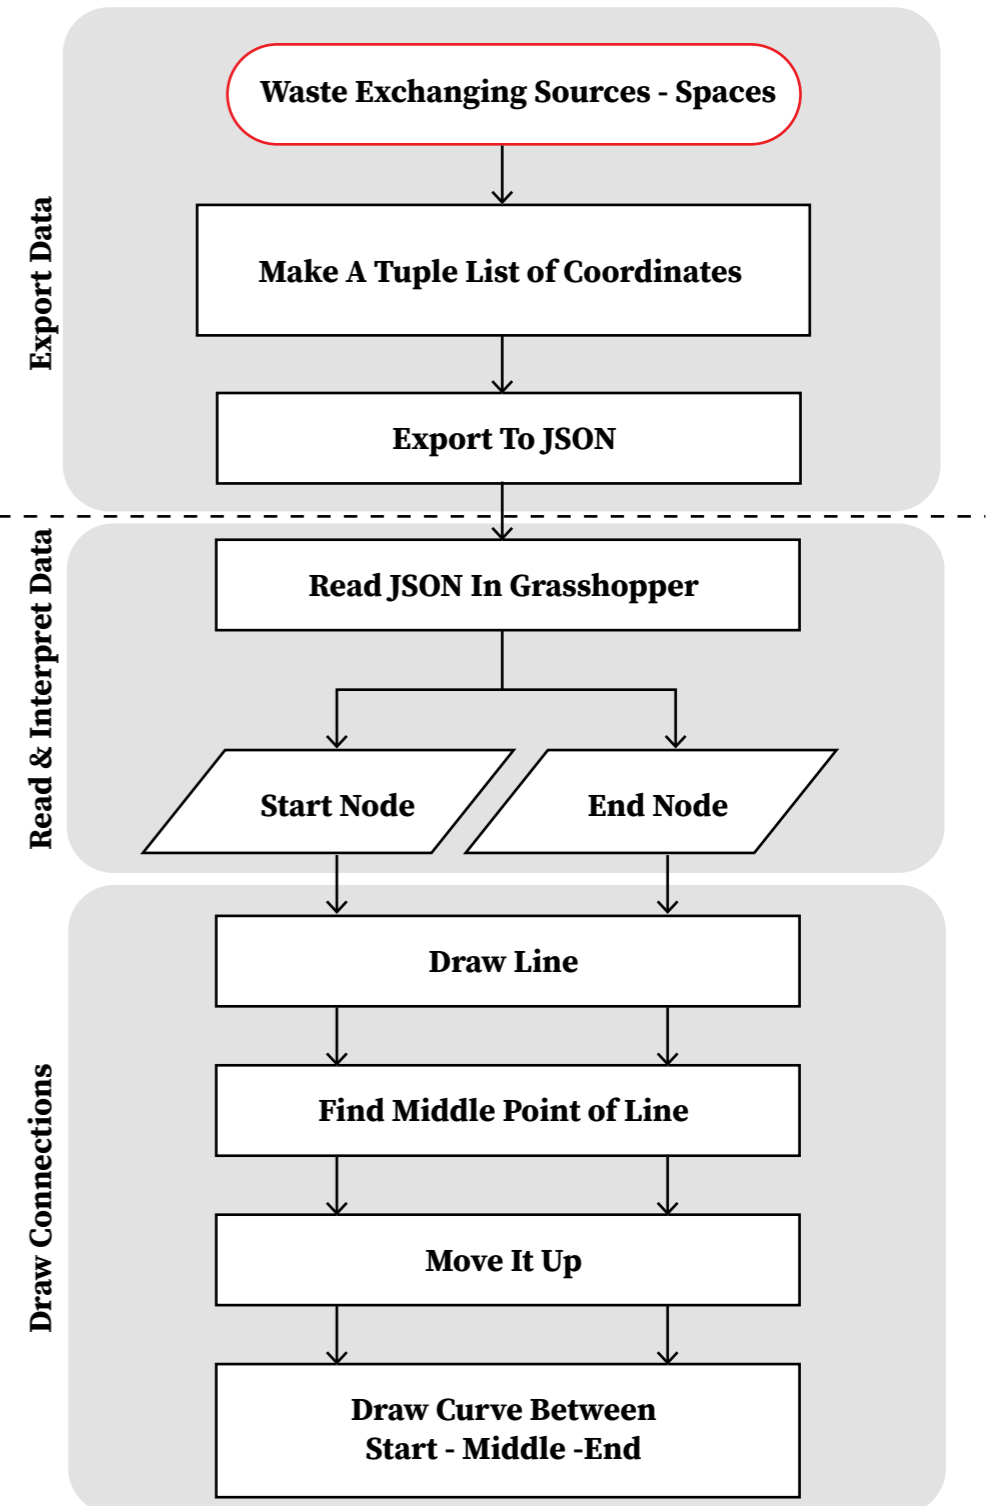 Export Data
Waste Exchanging Sources - Spaces
Make A Tuple List of Coordinates
Export To JSON
Read & Interpret Data
Read JSON In Grasshopper
Start Node
End Node
Draw Connections
Draw Line
Find Middle Point of Line
Move It Up
Draw Curve Between
Start - Middle -End